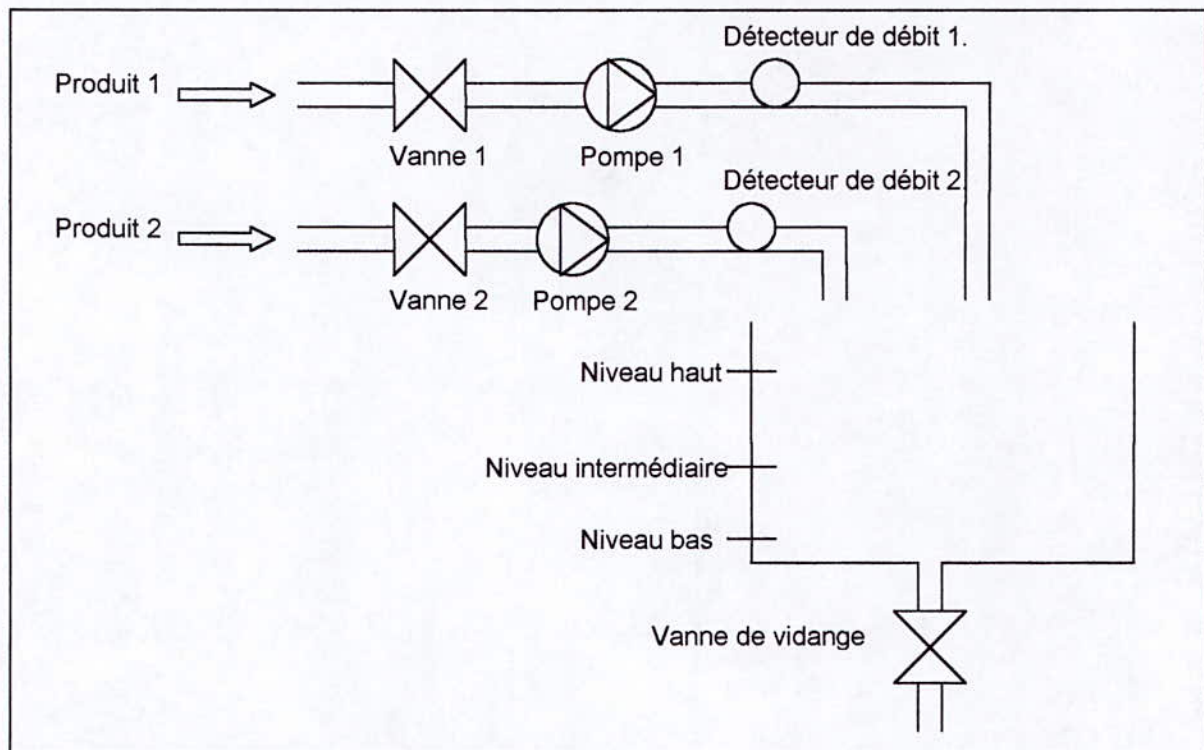 Détecteur de débit 1.
Produit 1
Vanne 1
Pompe 1
Détecteur de débit 2.
Produit 2
Vanne 2
Pompe 2
Niveau haut
Niveau intermédiaire
Niveau bas
Vanne de vidange